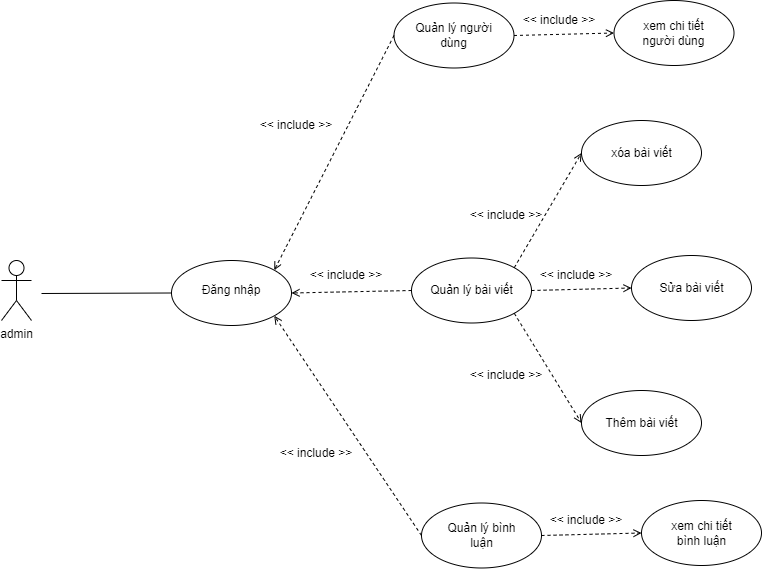 Quản lý người
dùng
<< include >>
xem chi tiết
người dùng
<< include >>
xóa bài viết
<< include >>
admin
Đăng nhập
<< include >>
Quản lý bài viết
<< include >>
Sửa bài viết
<< include >>
Thêm bài viết
<< include >>
Quản lý bình
luận
<< include >>
xem chi tiết
bình luận